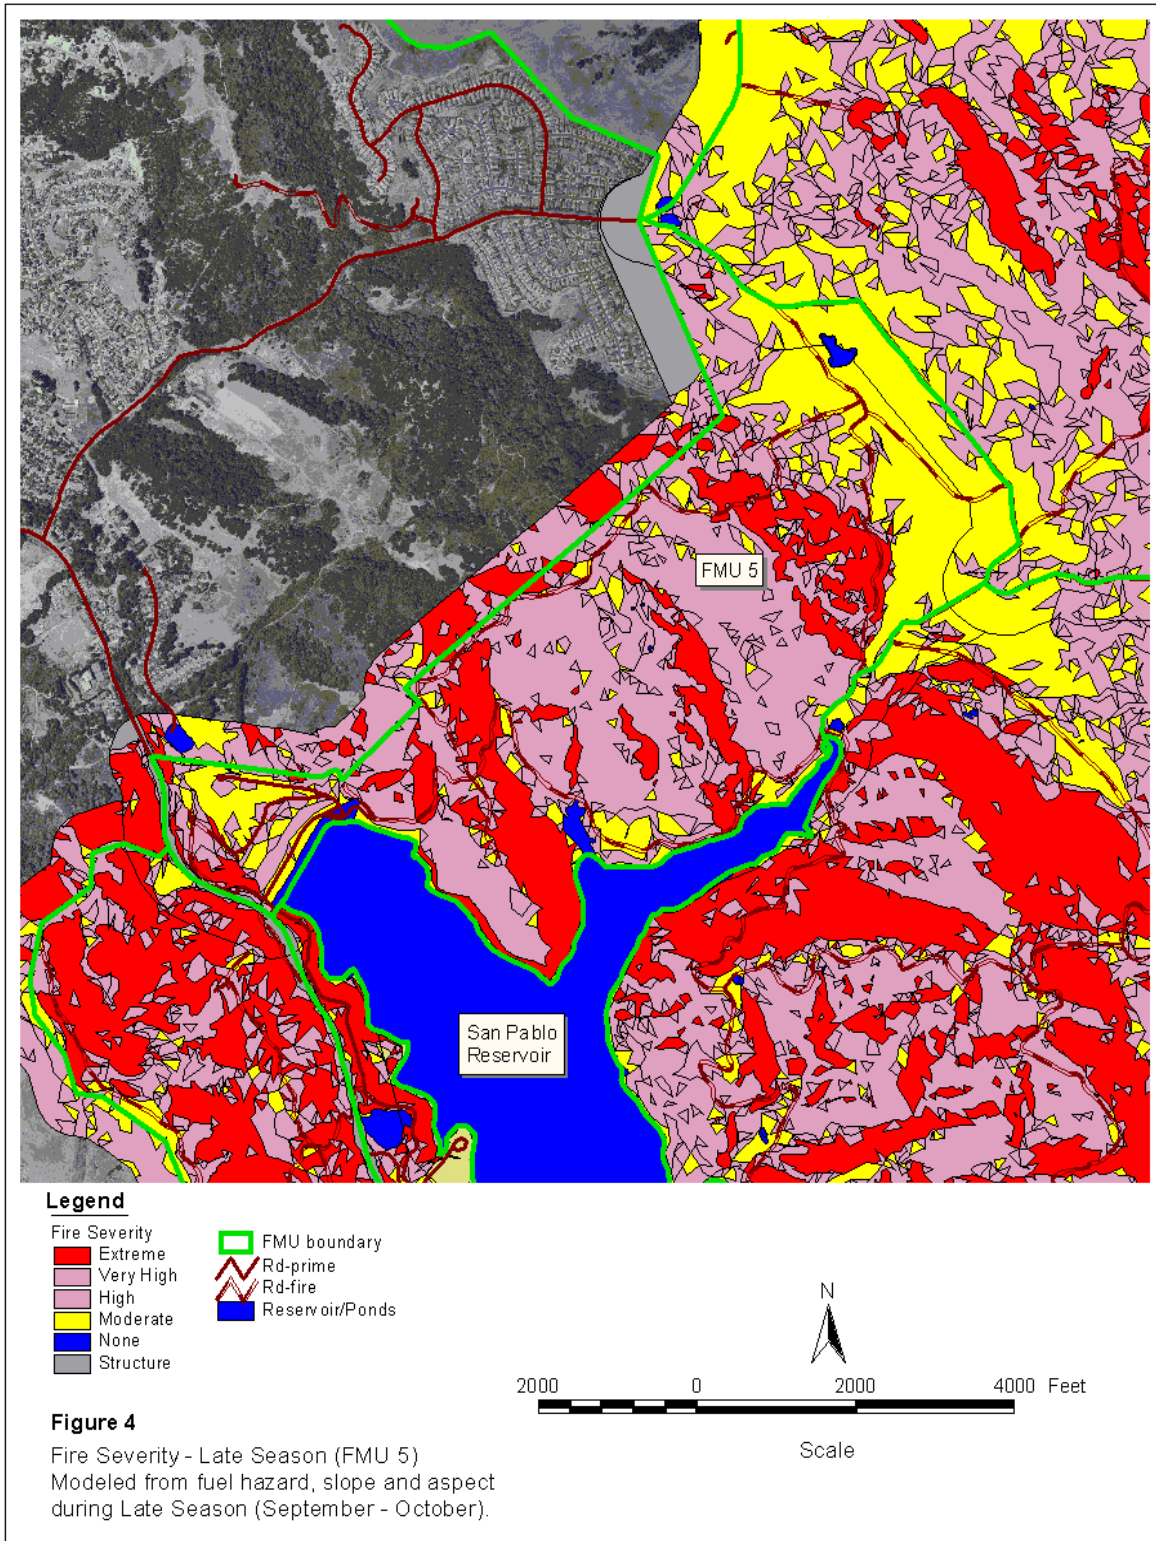 FMU 5
San Pablo
Reservoir
Legend
Fire Severity
Extreme
Very High
High
Moderate
None
Structure
FMU boundary
Rd-prime
Rd-fire
Reservoir/Ponds
N
2000 0 2000 4000 Feet
Scale
Figure 4
Fire Severity - Late Season (FMU 5)
Modeled from fuel hazard, slope and aspect
during Late Season (September - October).